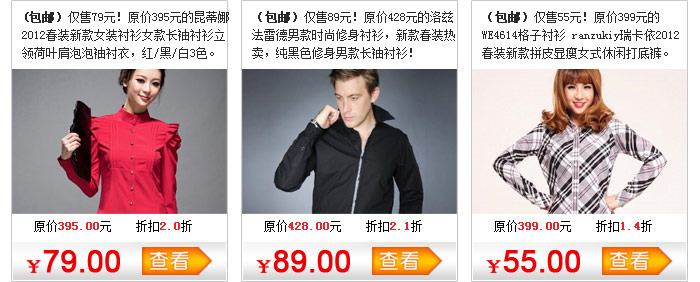 (包邮) 仅售79元！原价395元的昆蒂娜
2012春装新款女装衬衫女款长袖衬衫立
领荷叶肩泡泡袖衬衣，红/黑/白3色。
原价395.00元 折扣2.0折
¥79.00 查看
(包邮) 仅售89元！原价428元的洛兹
法雷德男款时尚修身衬衫，新款春装热
卖，纯黑色修身男款长袖衬衫！
原价428.00元 折扣2.1折
¥89.00 查看
(包邮) 仅售55元！原价399元的
WE4614格子衬衫 ranzukiy瑞卡依2012
春装新款拼皮显瘦女式休闲打底裤。
原价399.00元 折扣1.4折
¥55.00 查看